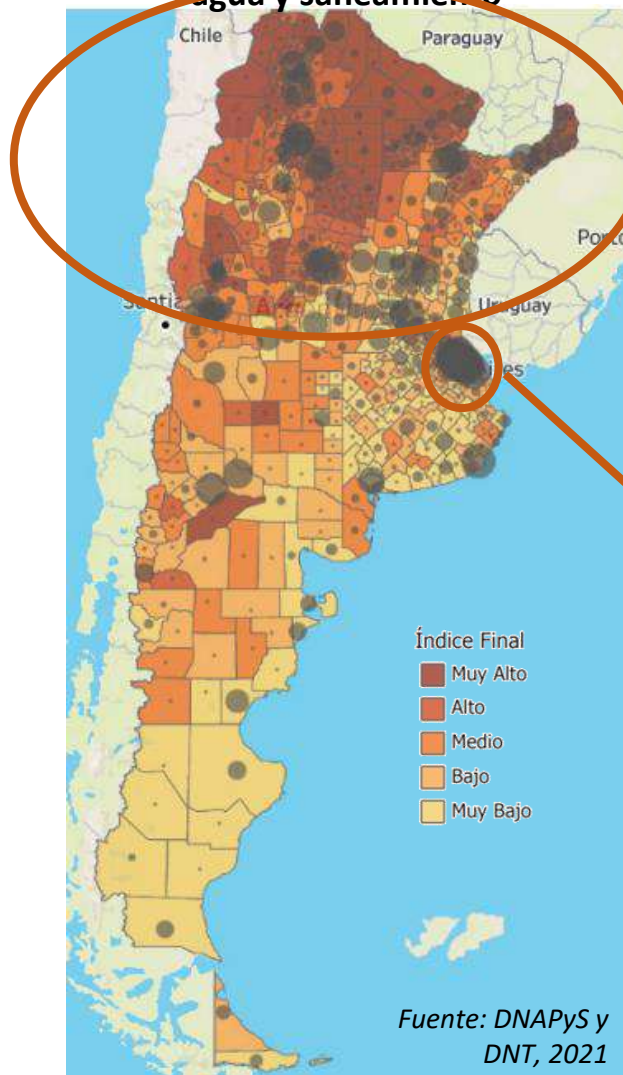 agua y saneamiento
Chile
Paraguay
Uruguay
Índice Final
Muy Alto
Alto
Medio
Bajo
Muy Bajo
Fuente: DNAPyS y
DNT, 2021